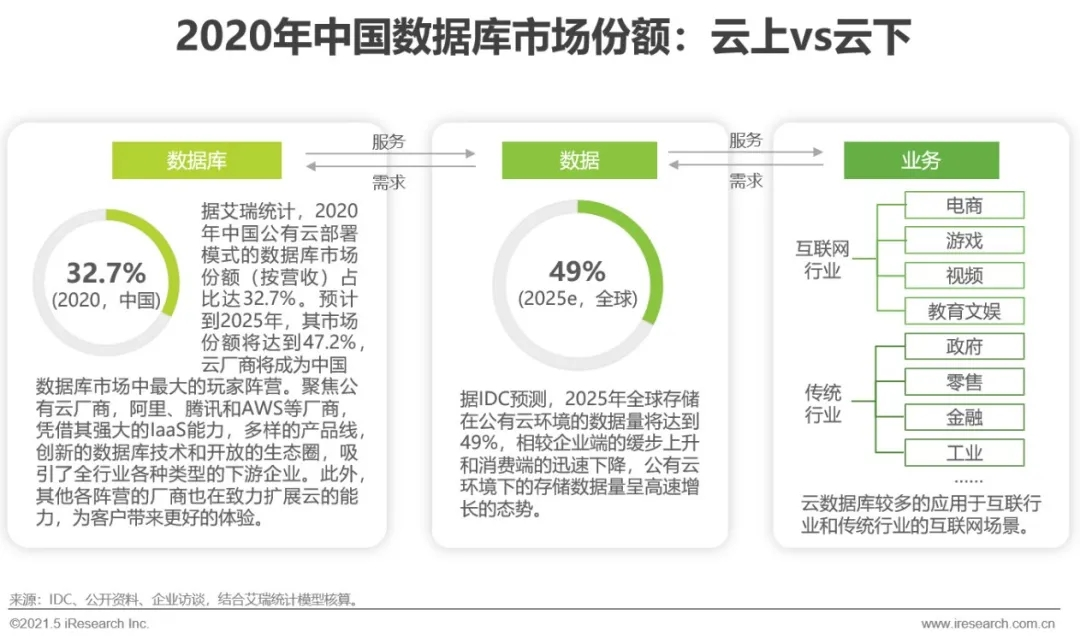 2020年中国数据库市场份额：云上vs云下
数据库
服务
需求
数据
服务
需求
业务
32.7%
(2020，中国)
据艾瑞统计，2020
年中国公有云部署
模式的数据库市场
份额（按营收）占
比达32.7%。预计
到2025年，其市场
份额将达到47.2%，
云厂商将成为中国
数据库市场中最大的玩家阵营。聚焦公
有云厂商，阿里、腾讯和AWS等厂商，
凭借其强大的IaaS能力，多样的产品线，
创新的数据库技术和开放的生态圈，吸
引了全行业各种类型的下游企业。此外，
其他各阵营的厂商也在致力扩展云的能
力，为客户带来更好的体验。
49%
(2025e，全球)
据IDC预测，2025年全球存储
在公有云环境的数据量将达到
49%，相较企业端的缓步上升
和消费端的迅速下降，公有云
环境下的存储数据量呈高速增
长的态势。
互联网
行业
电商
游戏
视频
教育文娱
传统
行业
政府
零售
金融
工业
……
云数据库较多的应用于互联行
业和传统行业的互联网场景。
来源：IDC、公开资料、企业访谈，结合艾瑞统计模型核算。
©2021.5 iResearch Inc.
www.iresearch.com.cn